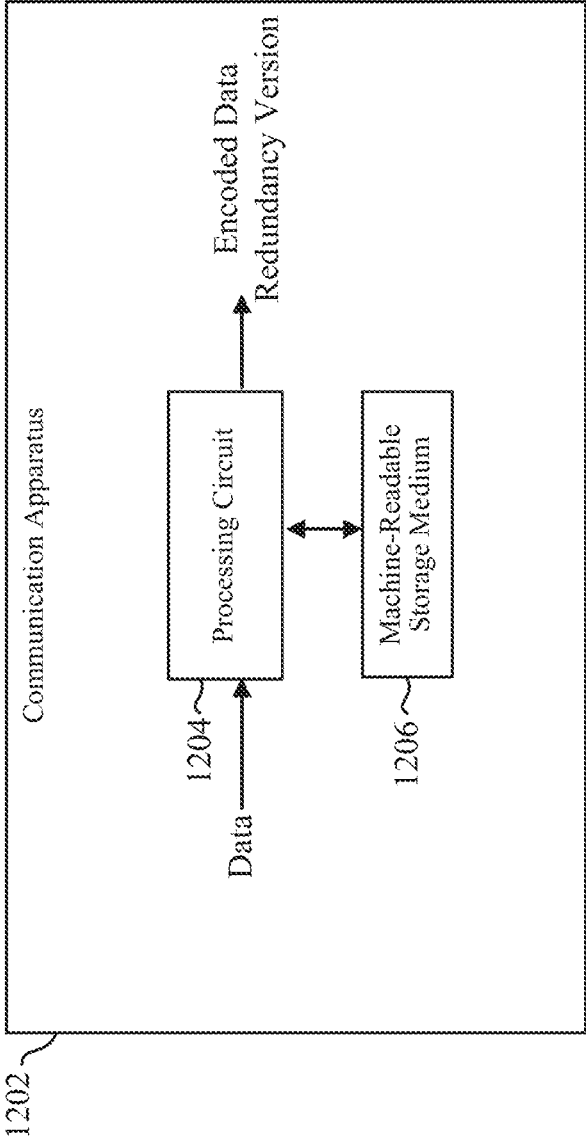 1202
Communication Apparatus
1204
Data
Processing Circuit
Encoded Data
Redundancy Version
1206
Machine-Readable
Storage Medium